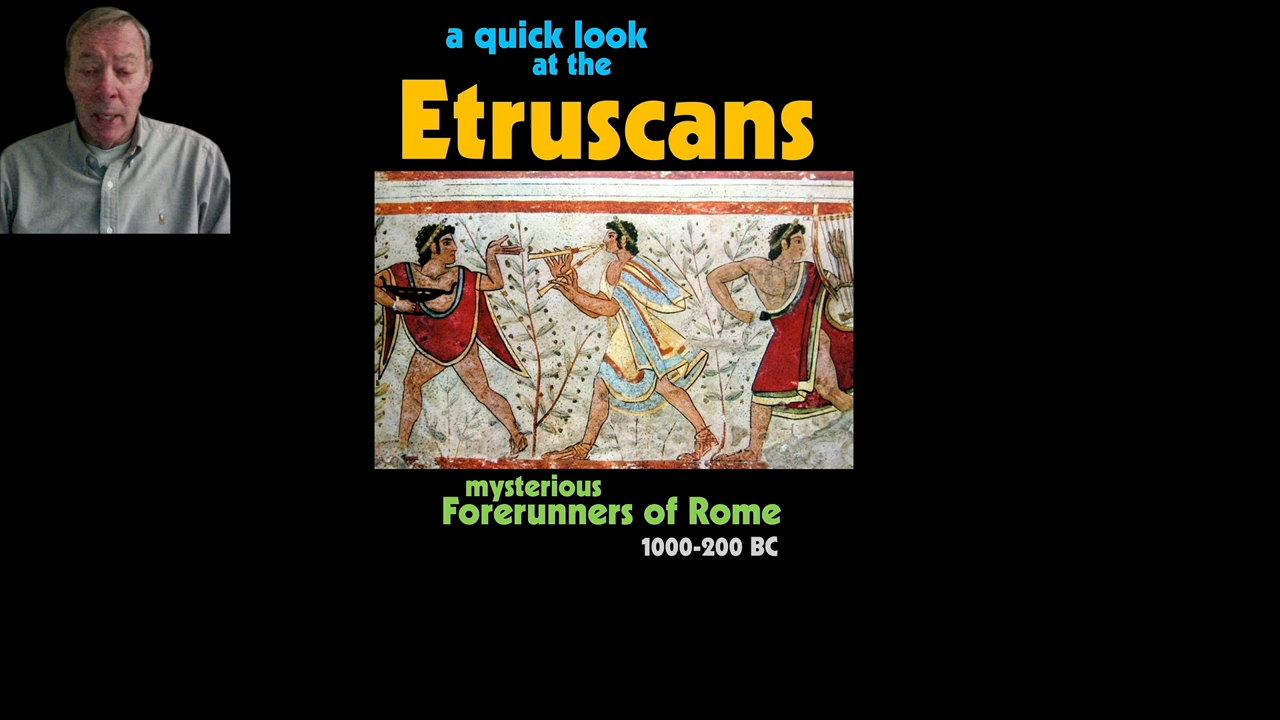 a quick look
at the
Etruscans
mysterious
Forerunners of Rome
1000-200 BC